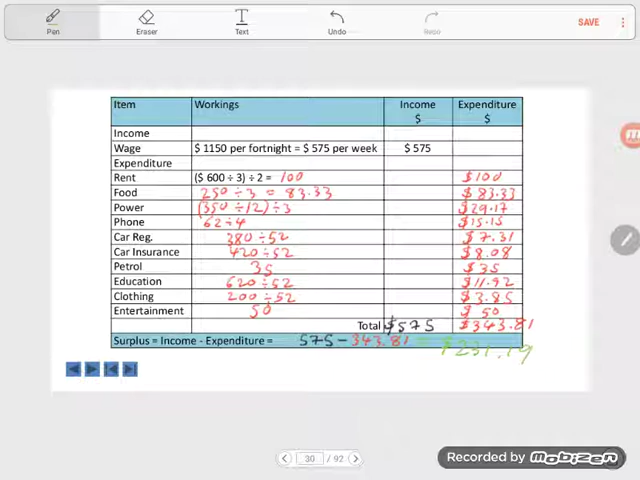 Pen Eraser Text Undo Redo SAVE
Item Workings Income $ Expenditure $
Income
Wage $ 1150 per fortnight = $ 575 per week $ 575
Expenditure
Rent ($ 600 ÷ 3) ÷ 2 = 100 $100
Food 250 ÷ 3 = 83.33 $83.33
Power (350 ÷ 12) ÷ 3 $29.17
Phone 62 ÷ 4 $15.15
Car Reg. 380 ÷ 52 $7.31
Car Insurance 420 ÷ 52 $8.08
Petrol 35 $35
Education 620 ÷ 52 $11.92
Clothing 200 ÷ 52 $3.85
Entertainment 50 $50
Total $575 $343.81
Surplus = Income - Expenditure = 575 - 343.81 = $231.19
30 / 92
Recorded by mobizen